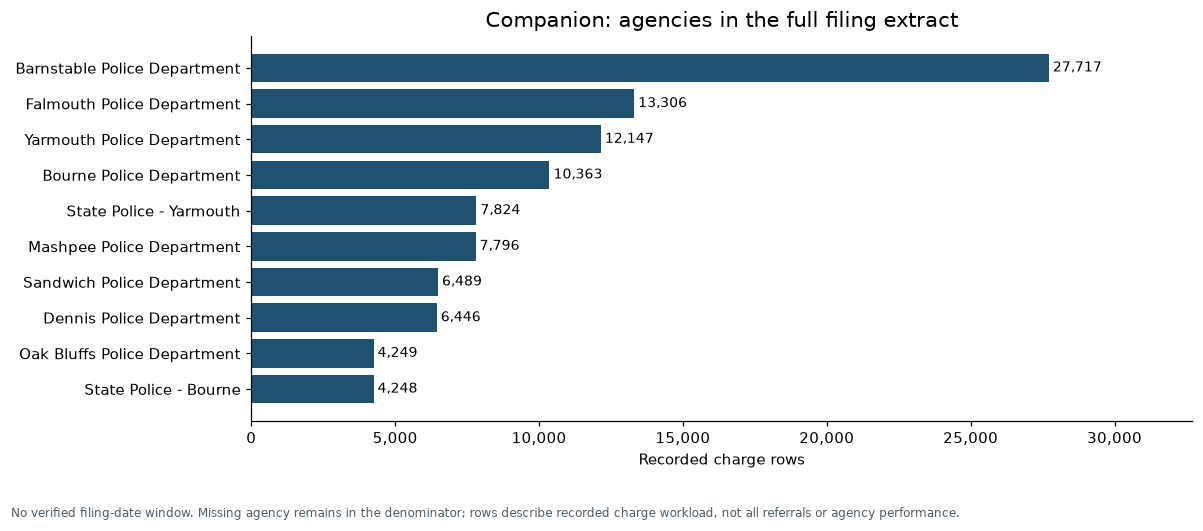 Companion: agencies in the full filing extract
Barnstable Police Department 27,717
Falmouth Police Department 13,306
Yarmouth Police Department 12,147
Bourne Police Department 10,363
State Police - Yarmouth 7,824
Mashpee Police Department 7,796
Sandwich Police Department 6,489
Dennis Police Department 6,446
Oak Bluffs Police Department 4,249
State Police - Bourne 4,248
0 5,000 10,000 15,000 20,000 25,000 30,000
Recorded charge rows
No verified filing-date window. Missing agency remains in the denominator; rows describe recorded charge workload, not all referrals or agency performance.